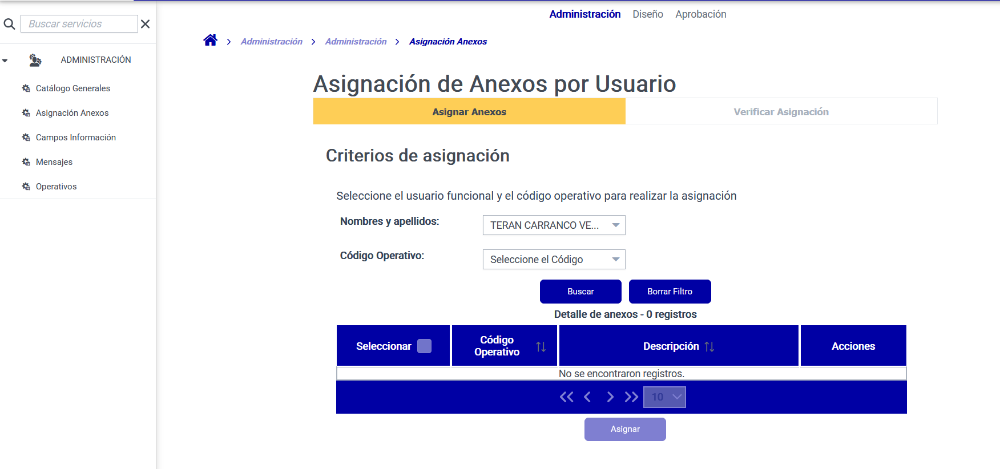 Administración Diseño Aprobación
Buscar servicios
Administración Administración Asignación Anexos
ADMINISTRACIÓN
Catálogo Generales
Asignación Anexos
Campos Información
Mensajes
Operativos
Asignación de Anexos por Usuario
Asignar Anexos Verificar Asignación
Criterios de asignación
Seleccione el usuario funcional y el código operativo para realizar la asignación
Nombres y apellidos: TERAN CARRANCO VE...
Código Operativo: Seleccione el Código
Buscar Borrar Filtro
Detalle de anexos - 0 registros
Seleccionar Código Operativo Descripción Acciones
No se encontraron registros.
10
Asignar